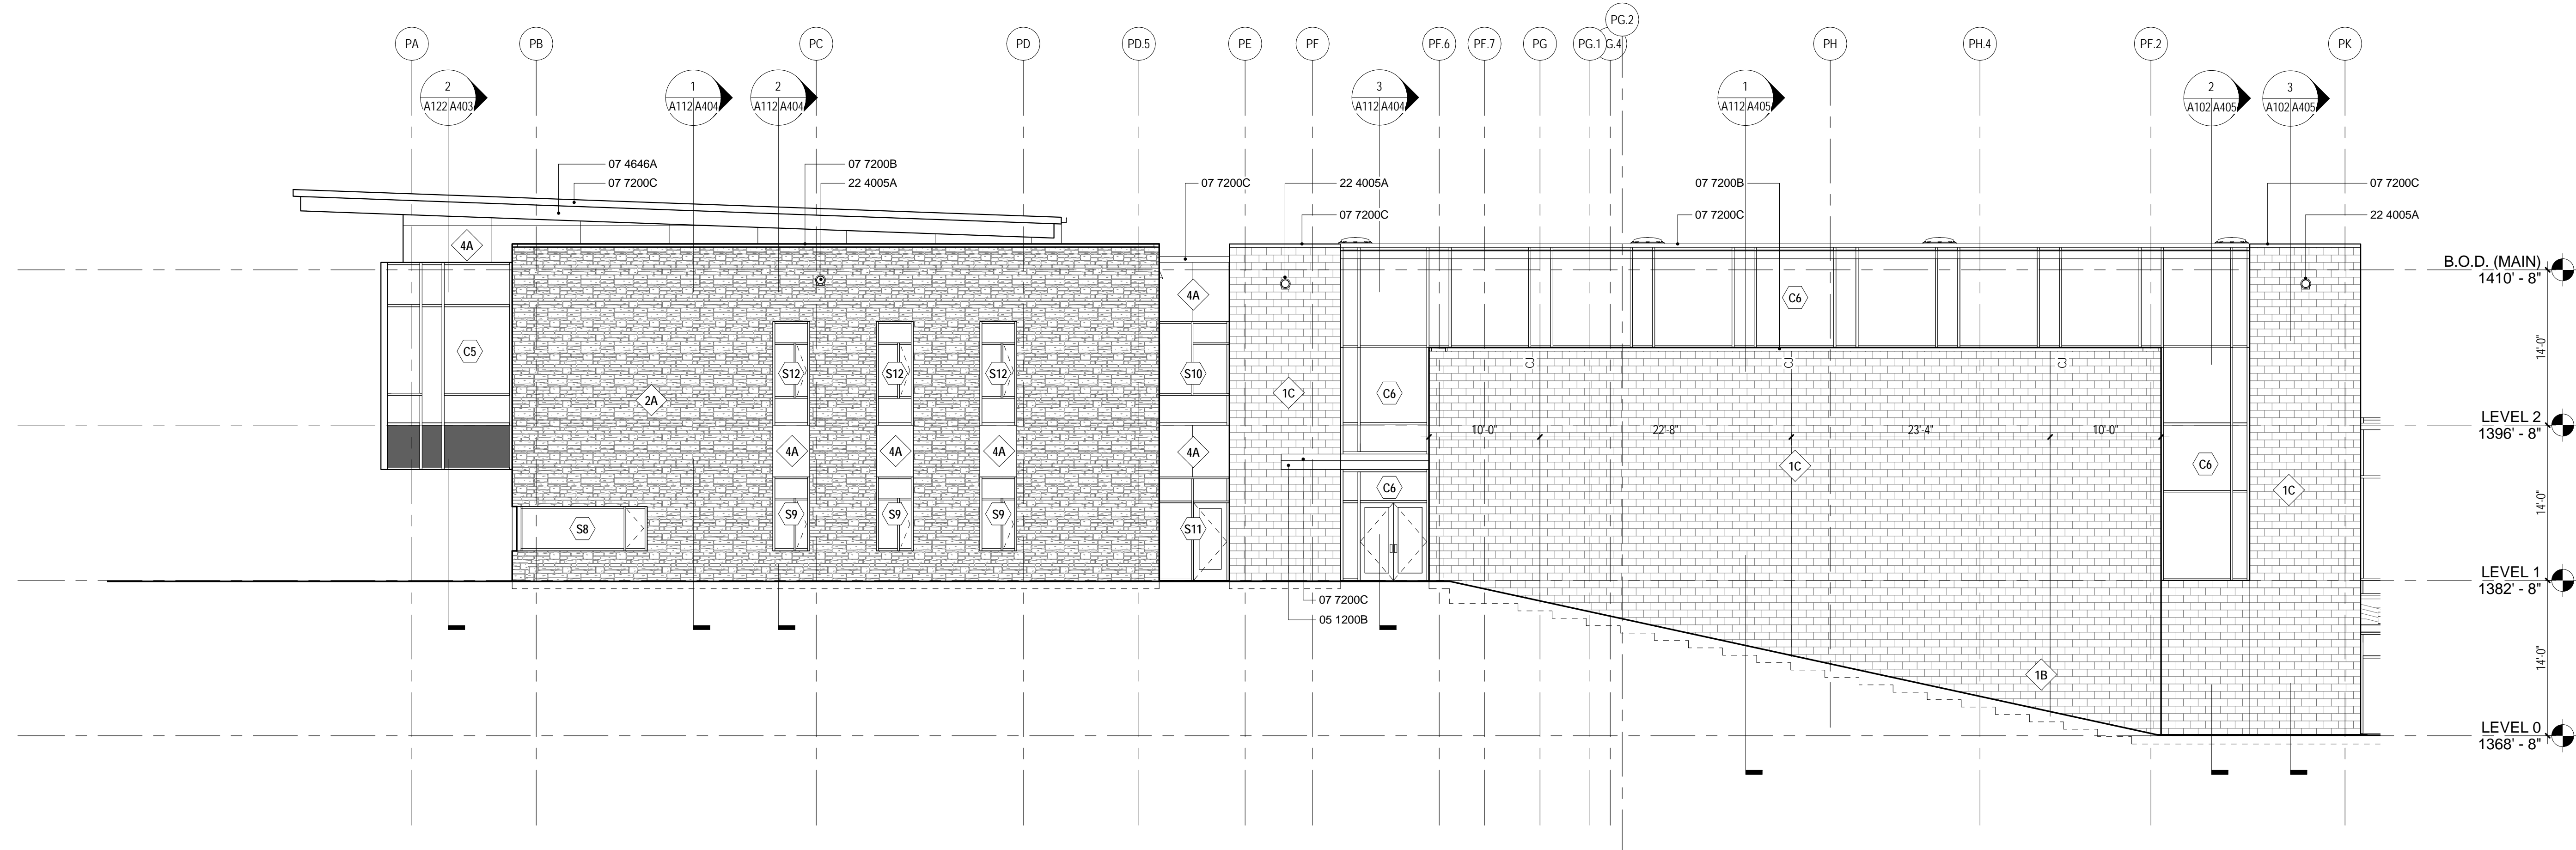 PG.2
PA
PB
PC
PD
PD.5
PE
PF
PF.6
PF.7
PG
PG.1
G.4
PH
PH.4
PF.2
PK
2
A122 A403
1
A112 A404
2
A112 A404
3
A112 A404
1
A112 A405
2
A102 A405
3
A102 A405
07 4646A
07 7200C
07 7200B
22 4005A
07 7200C
22 4005A
07 7200C
07 7200B
07 7200C
07 7200C
22 4005A
4A
4A
C6
B.O.D. (MAIN)
1410' - 8"
C5
S12
S12
S12
S10
CJ
CJ
CJ
14'-0"
2A
1C
C6
LEVEL 2
1396' - 8"
10'-0"
22'-8"
23'-4"
10'-0"
4A
4A
4A
4A
1C
C6
C6
1C
S8
S9
S9
S9
S11
14'-0"
LEVEL 1
1382' - 8"
07 7200C
05 1200B
14'-0"
1B
LEVEL 0
1368' - 8"